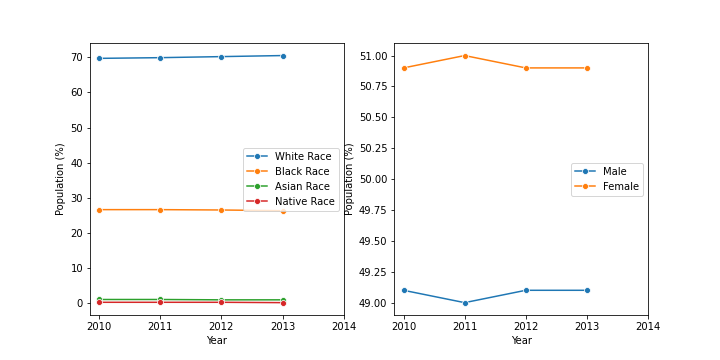 70
60
50
40
30
20
10
0
Population (%)
2010 2011 2012 2013 2014
Year
White Race
Black Race
Asian Race
Native Race
51.00
50.75
50.50
50.25
50.00
49.75
49.50
49.25
49.00
Population (%)
2010 2011 2012 2013 2014
Year
Male
Female